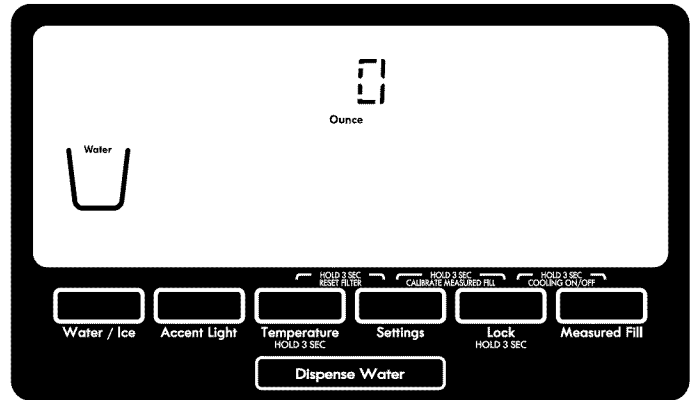 0
Ounce
Water
HOLD 3 SEC
RESET FILTER
HOLD 3 SEC
CALIBRATE MEASURED FILL
HOLD 3 SEC
COOLING ON/OFF
Water / Ice
Accent Light
Temperature
HOLD 3 SEC
Settings
Lock
HOLD 3 SEC
Measured Fill
Dispense Water